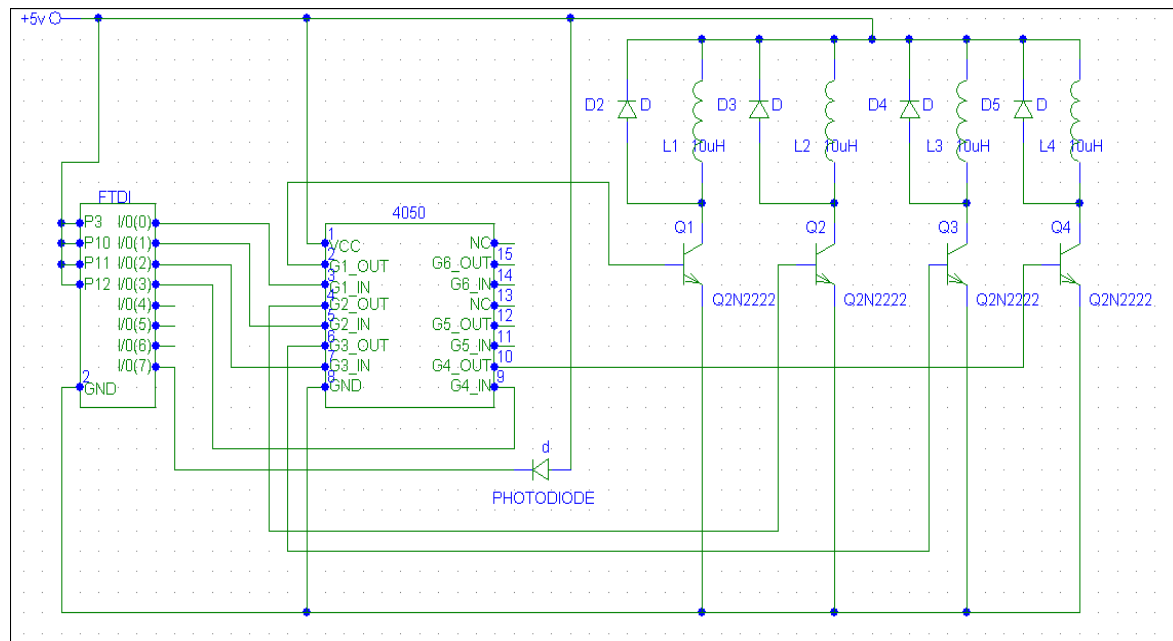 +5v
D2 D
L1 10uH
D3 D
L2 10uH
D4 D
L3 10uH
D5 D
L4 10uH
FTDI
P3 I/0(0)
P10 I/0(1)
P11 I/0(2)
P12 I/0(3)
I/0(4)
I/0(5)
I/0(6)
I/0(7)
2
GND
4050
1
VCC NC
2 15
G1_OUT G6_OUT
3 14
G1_IN G6_IN
4 13
G2_OUT NC
5 12
G2_IN G5_OUT
6 11
G3_OUT G5_IN
7 10
G3_IN G4_OUT
8 9
GND G4_IN
Q1
Q2N2222
Q2
Q2N2222
Q3
Q2N2222
Q4
Q2N2222
d
PHOTODIODE